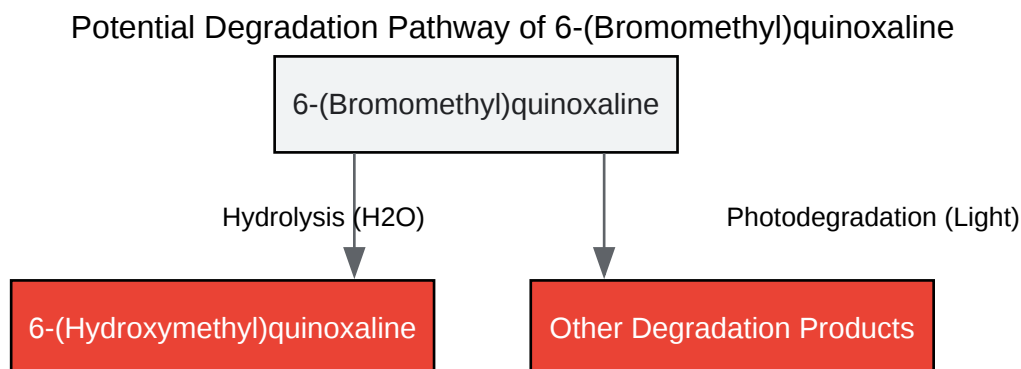 Potential Degradation Pathway of 6-(Bromomethyl)quinoxaline
6-(Bromomethyl)quinoxaline
Hydrolysis (H2O)
Photodegradation (Light)
6-(Hydroxymethyl)quinoxaline
Other Degradation Products